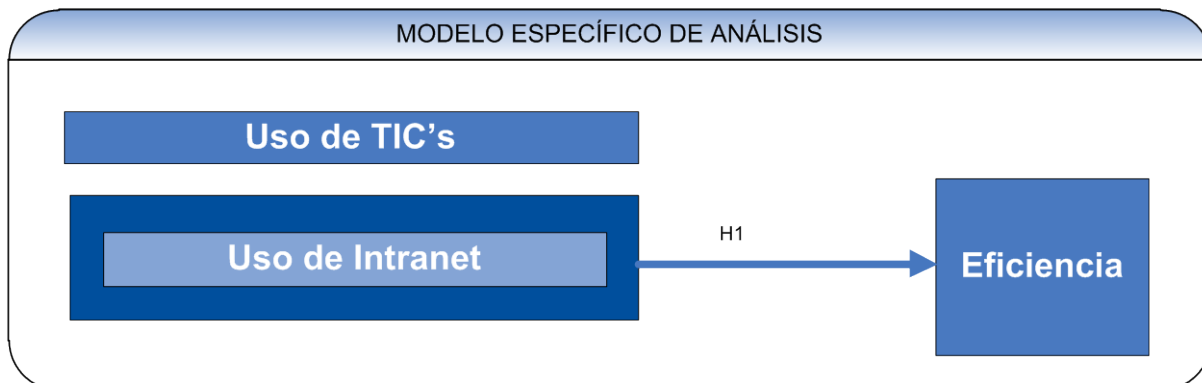 MODELO ESPECÍFICO DE ANÁLISIS
Uso de TIC's
Uso de Intranet
H1
Eficiencia